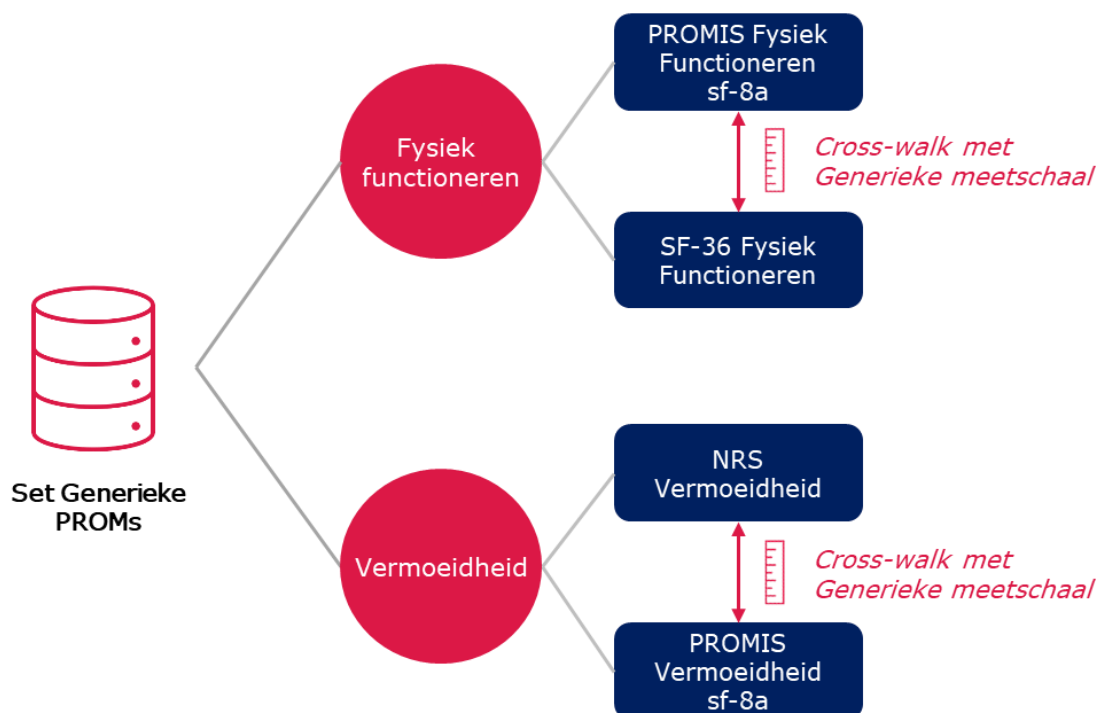 PROMIS Fysiek
Functioneren
sf-8a
Fysiek
functioneren
Cross-walk met
Generieke meetschaal
SF-36 Fysiek
Functioneren
Set Generieke
PROMs
NRS
Vermoeidheid
Vermoeidheid
Cross-walk met
Generieke meetschaal
PROMIS
Vermoeidheid
sf-8a